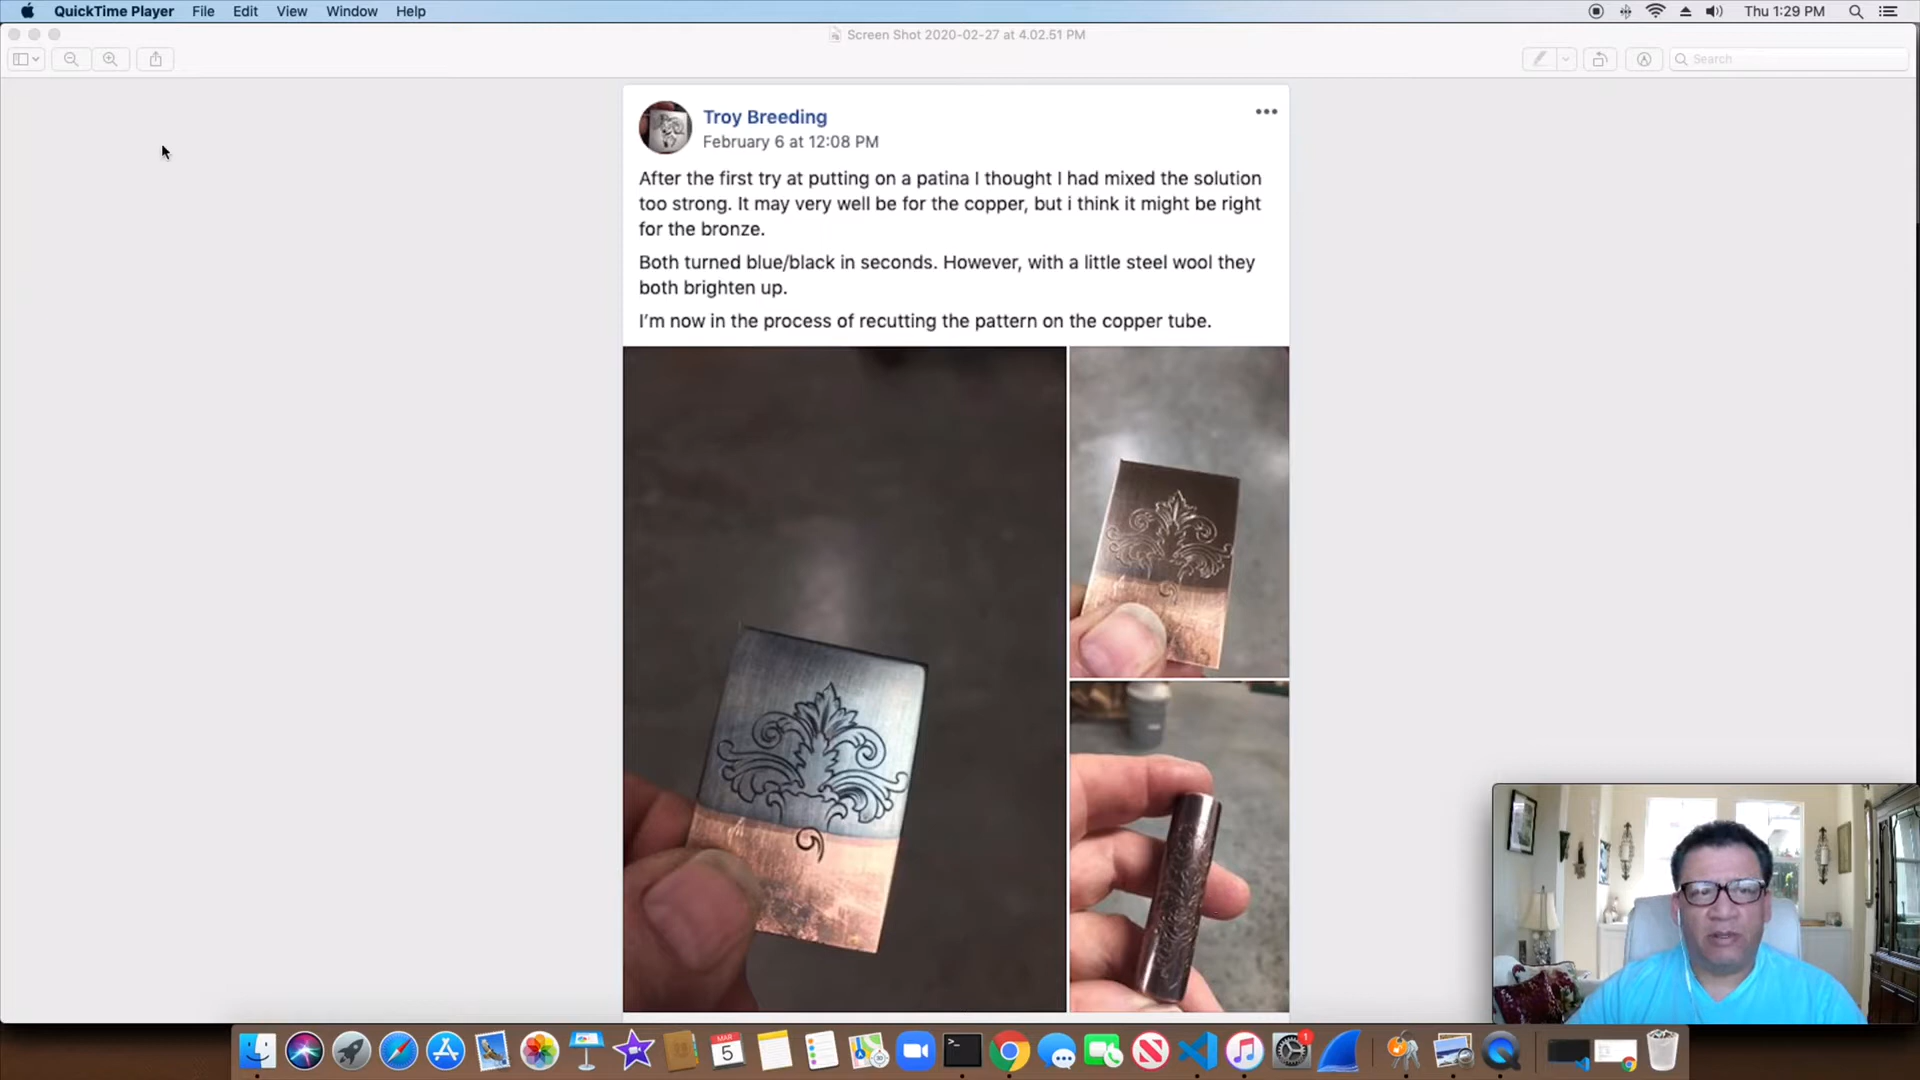 QuickTime Player File Edit View Window Help Thu 1:29 PM
Screen Shot 2020-02-27 at 4.02.51 PM
Search
Troy Breeding
February 6 at 12:08 PM
After the first try at putting on a patina I thought I had mixed the solution
too strong. It may very well be for the copper, but i think it might be right
for the bronze.
Both turned blue/black in seconds. However, with a little steel wool they
both brighten up.
I'm now in the process of recutting the pattern on the copper tube.
MAR
5
1